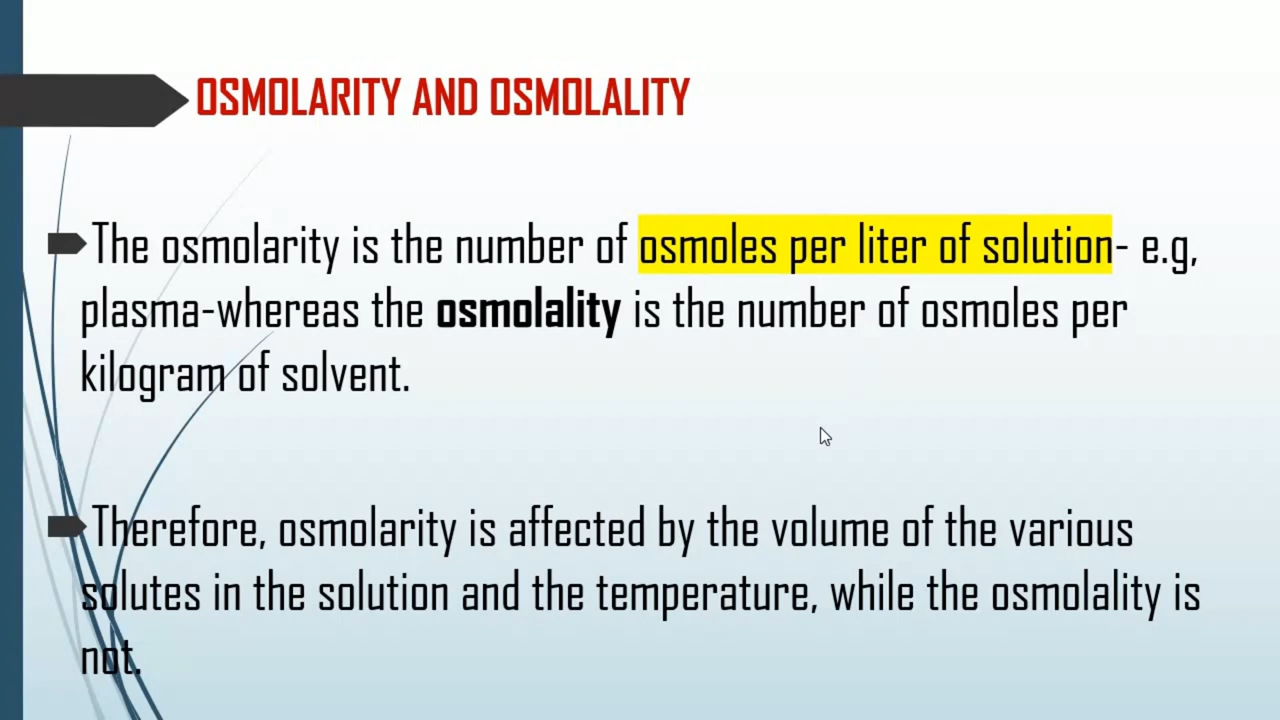 OSMOLARITY AND OSMOLALITY
The osmolarity is the number of osmoles per liter of solution- e.g,
plasma-whereas the osmolality is the number of osmoles per
kilogram of solvent.
Therefore, osmolarity is affected by the volume of the various
solutes in the solution and the temperature, while the osmolality is
not.